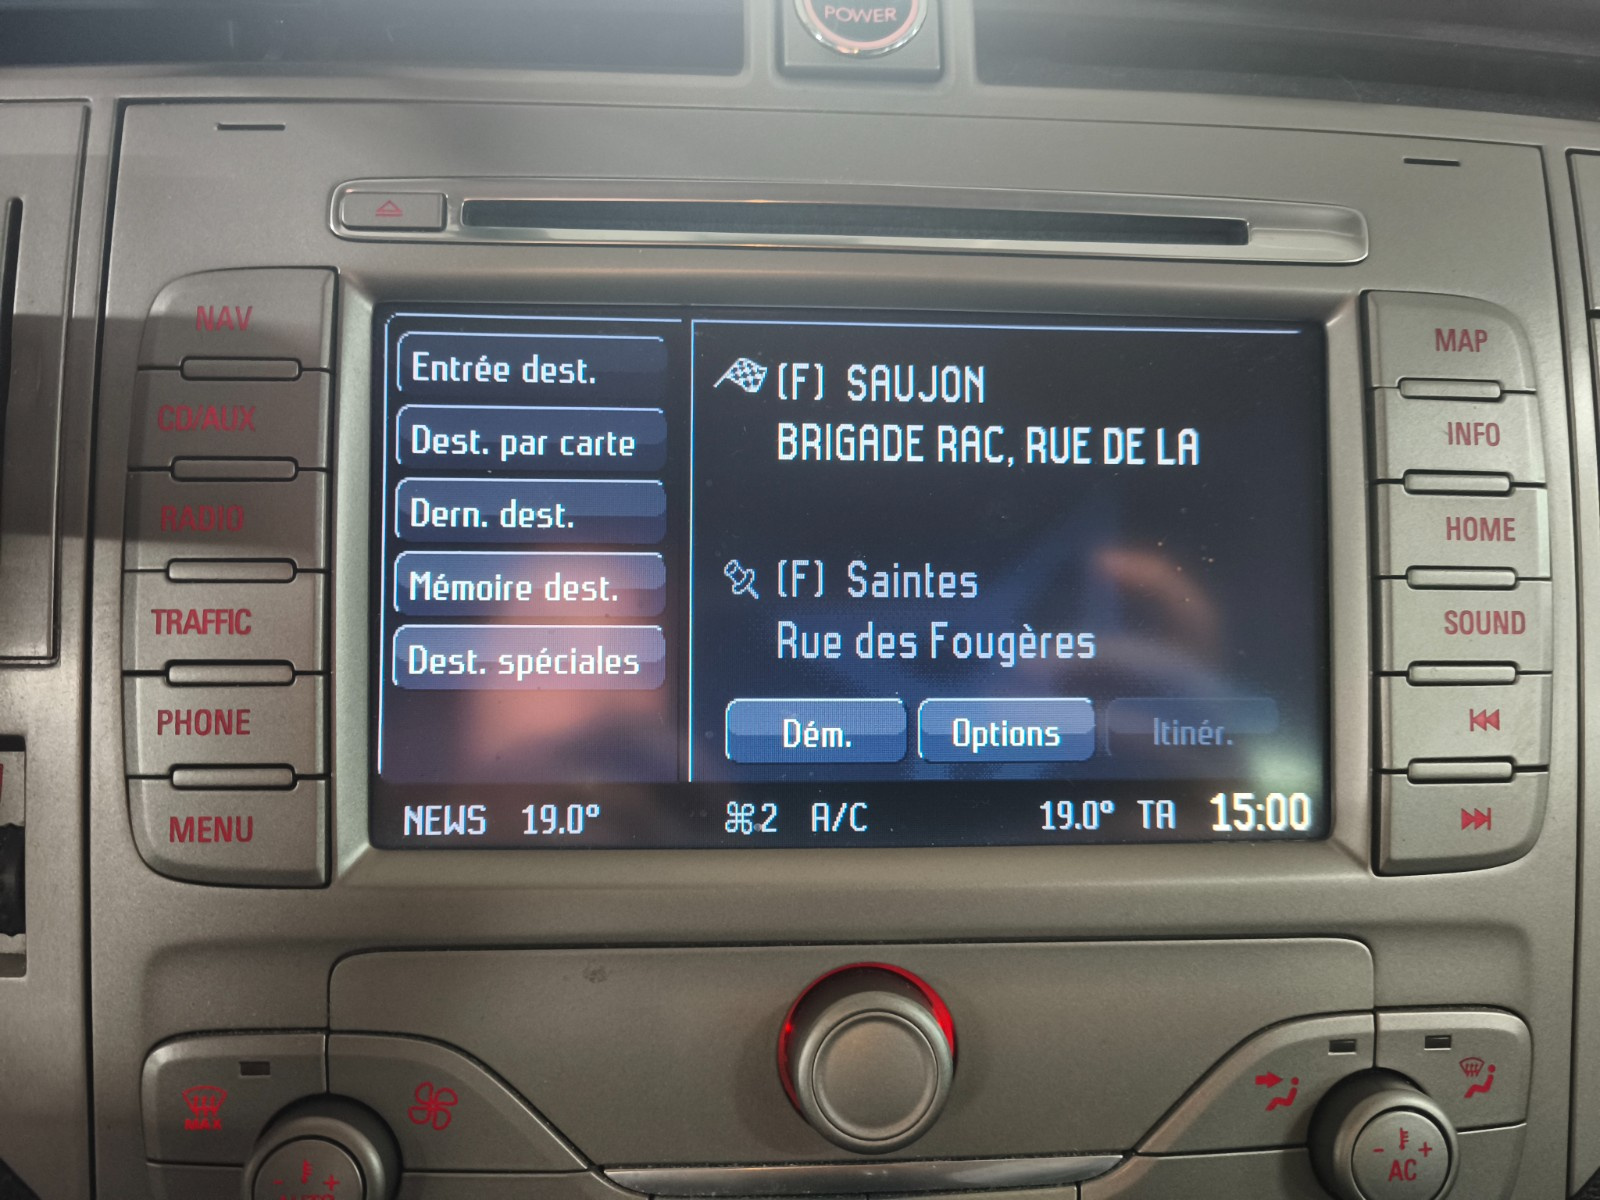 POWER
NAV
CD/AUX
RADIO
TRAFFIC
PHONE
MENU
Entrée dest.
Dest. par carte
Dern. dest.
Mémoire dest.
Dest. spéciales
(F) SAUJON
BRIGADE RAC, RUE DE LA
(F) Saintes
Rue des Fougères
Dém. Options Itinér.
NEWS 19.0° 2 A/C 19.0° TA 15:00
MAP
INFO
HOME
SOUND
MAX
- +
AUTO
- +
AC